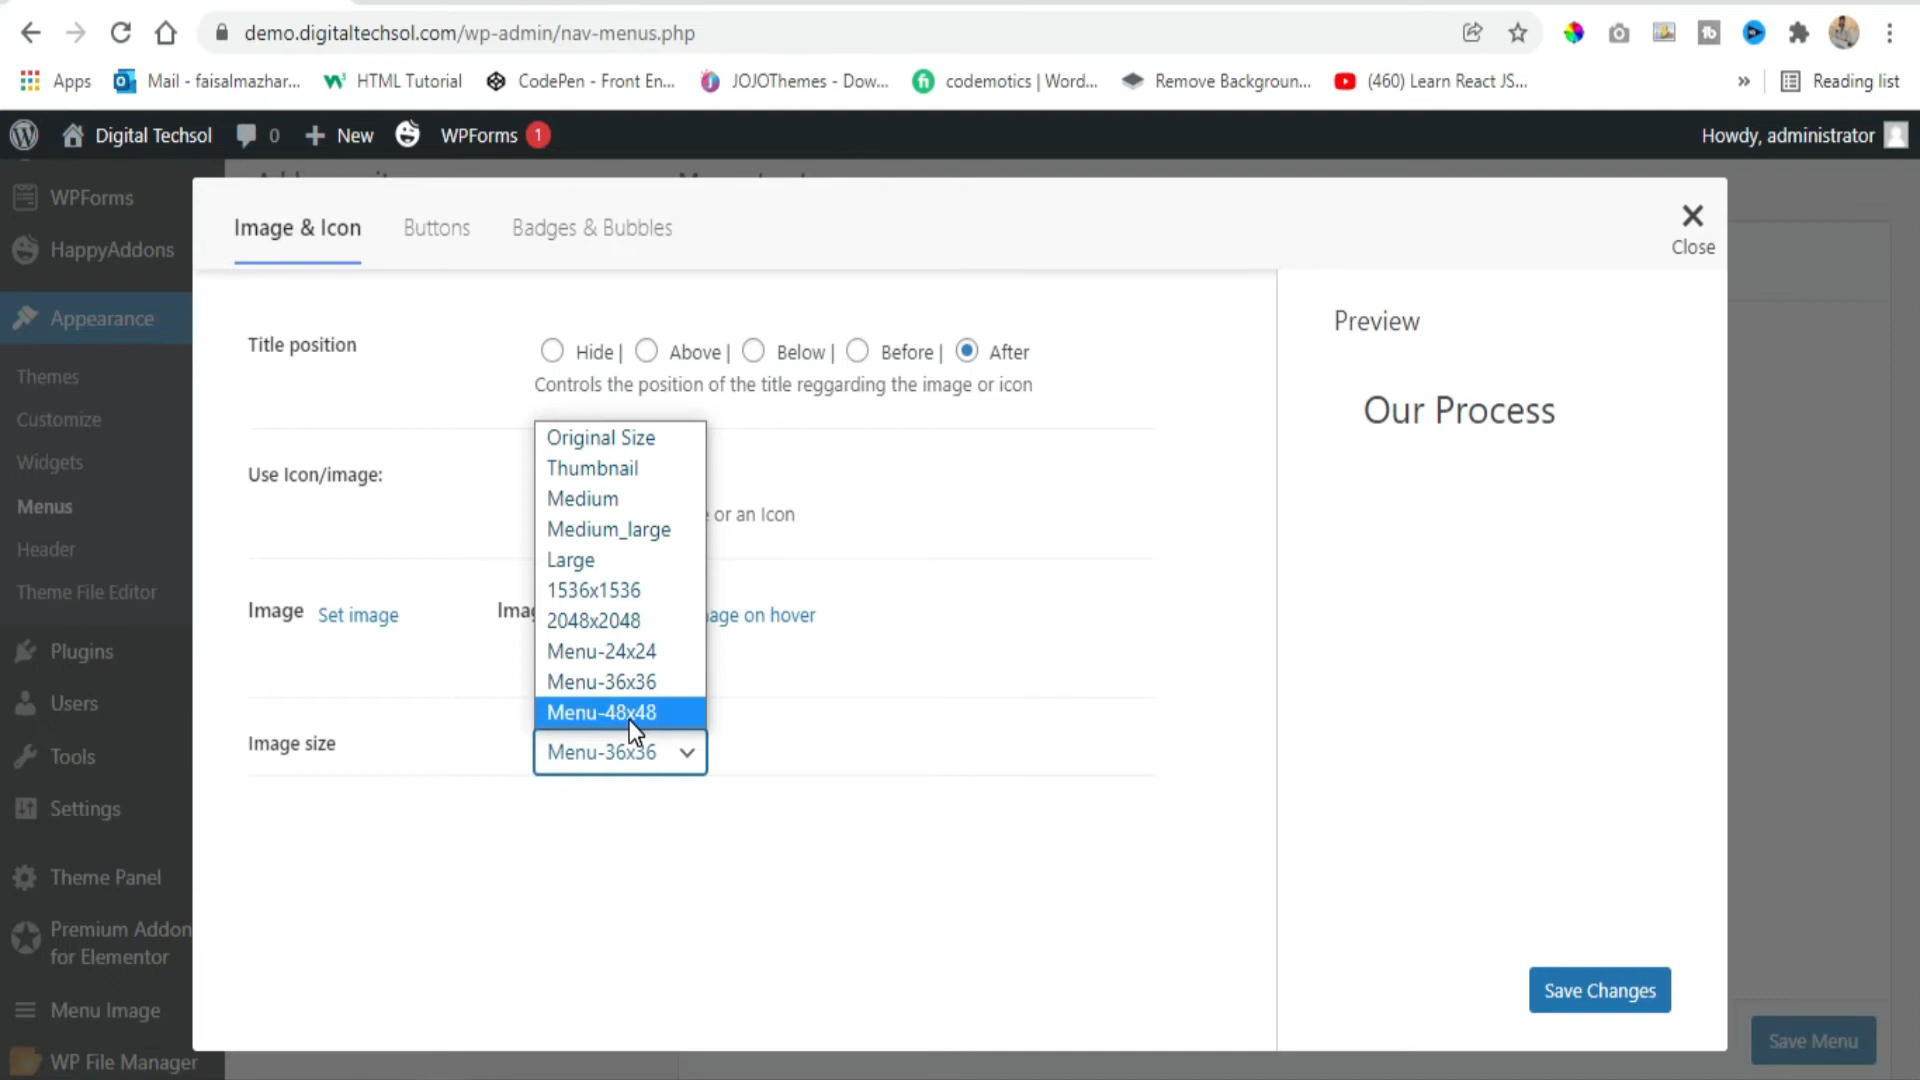 demo.digitaltechsol.com/wp-admin/nav-menus.php
Apps
Mail - faisalmazhar...
HTML Tutorial
CodePen - Front En...
JOJOThemes - Dow...
codemotics | Word...
Remove Backgroun...
(460) Learn React JS...
»
Reading list
Digital Techsol
0
New
WPForms 1
Howdy, administrator
WPForms
HappyAddons
Appearance
Themes
Customize
Widgets
Menus
Header
Theme File Editor
Plugins
Users
Tools
Settings
Theme Panel
Premium Addon
for Elementor
Menu Image
WP File Manager
Image & Icon
Buttons
Badges & Bubbles
Close
Title position
Hide | Above | Below | Before | After
Controls the position of the title reggarding the image or icon
Use Icon/image:
or an Icon
Image Set image
on hover
Image size
Original Size
Thumbnail
Medium
Medium_large
Large
1536x1536
2048x2048
Menu-24x24
Menu-36x36
Menu-48x48
Menu-36x36
Preview
Our Process
Save Changes
Save Menu